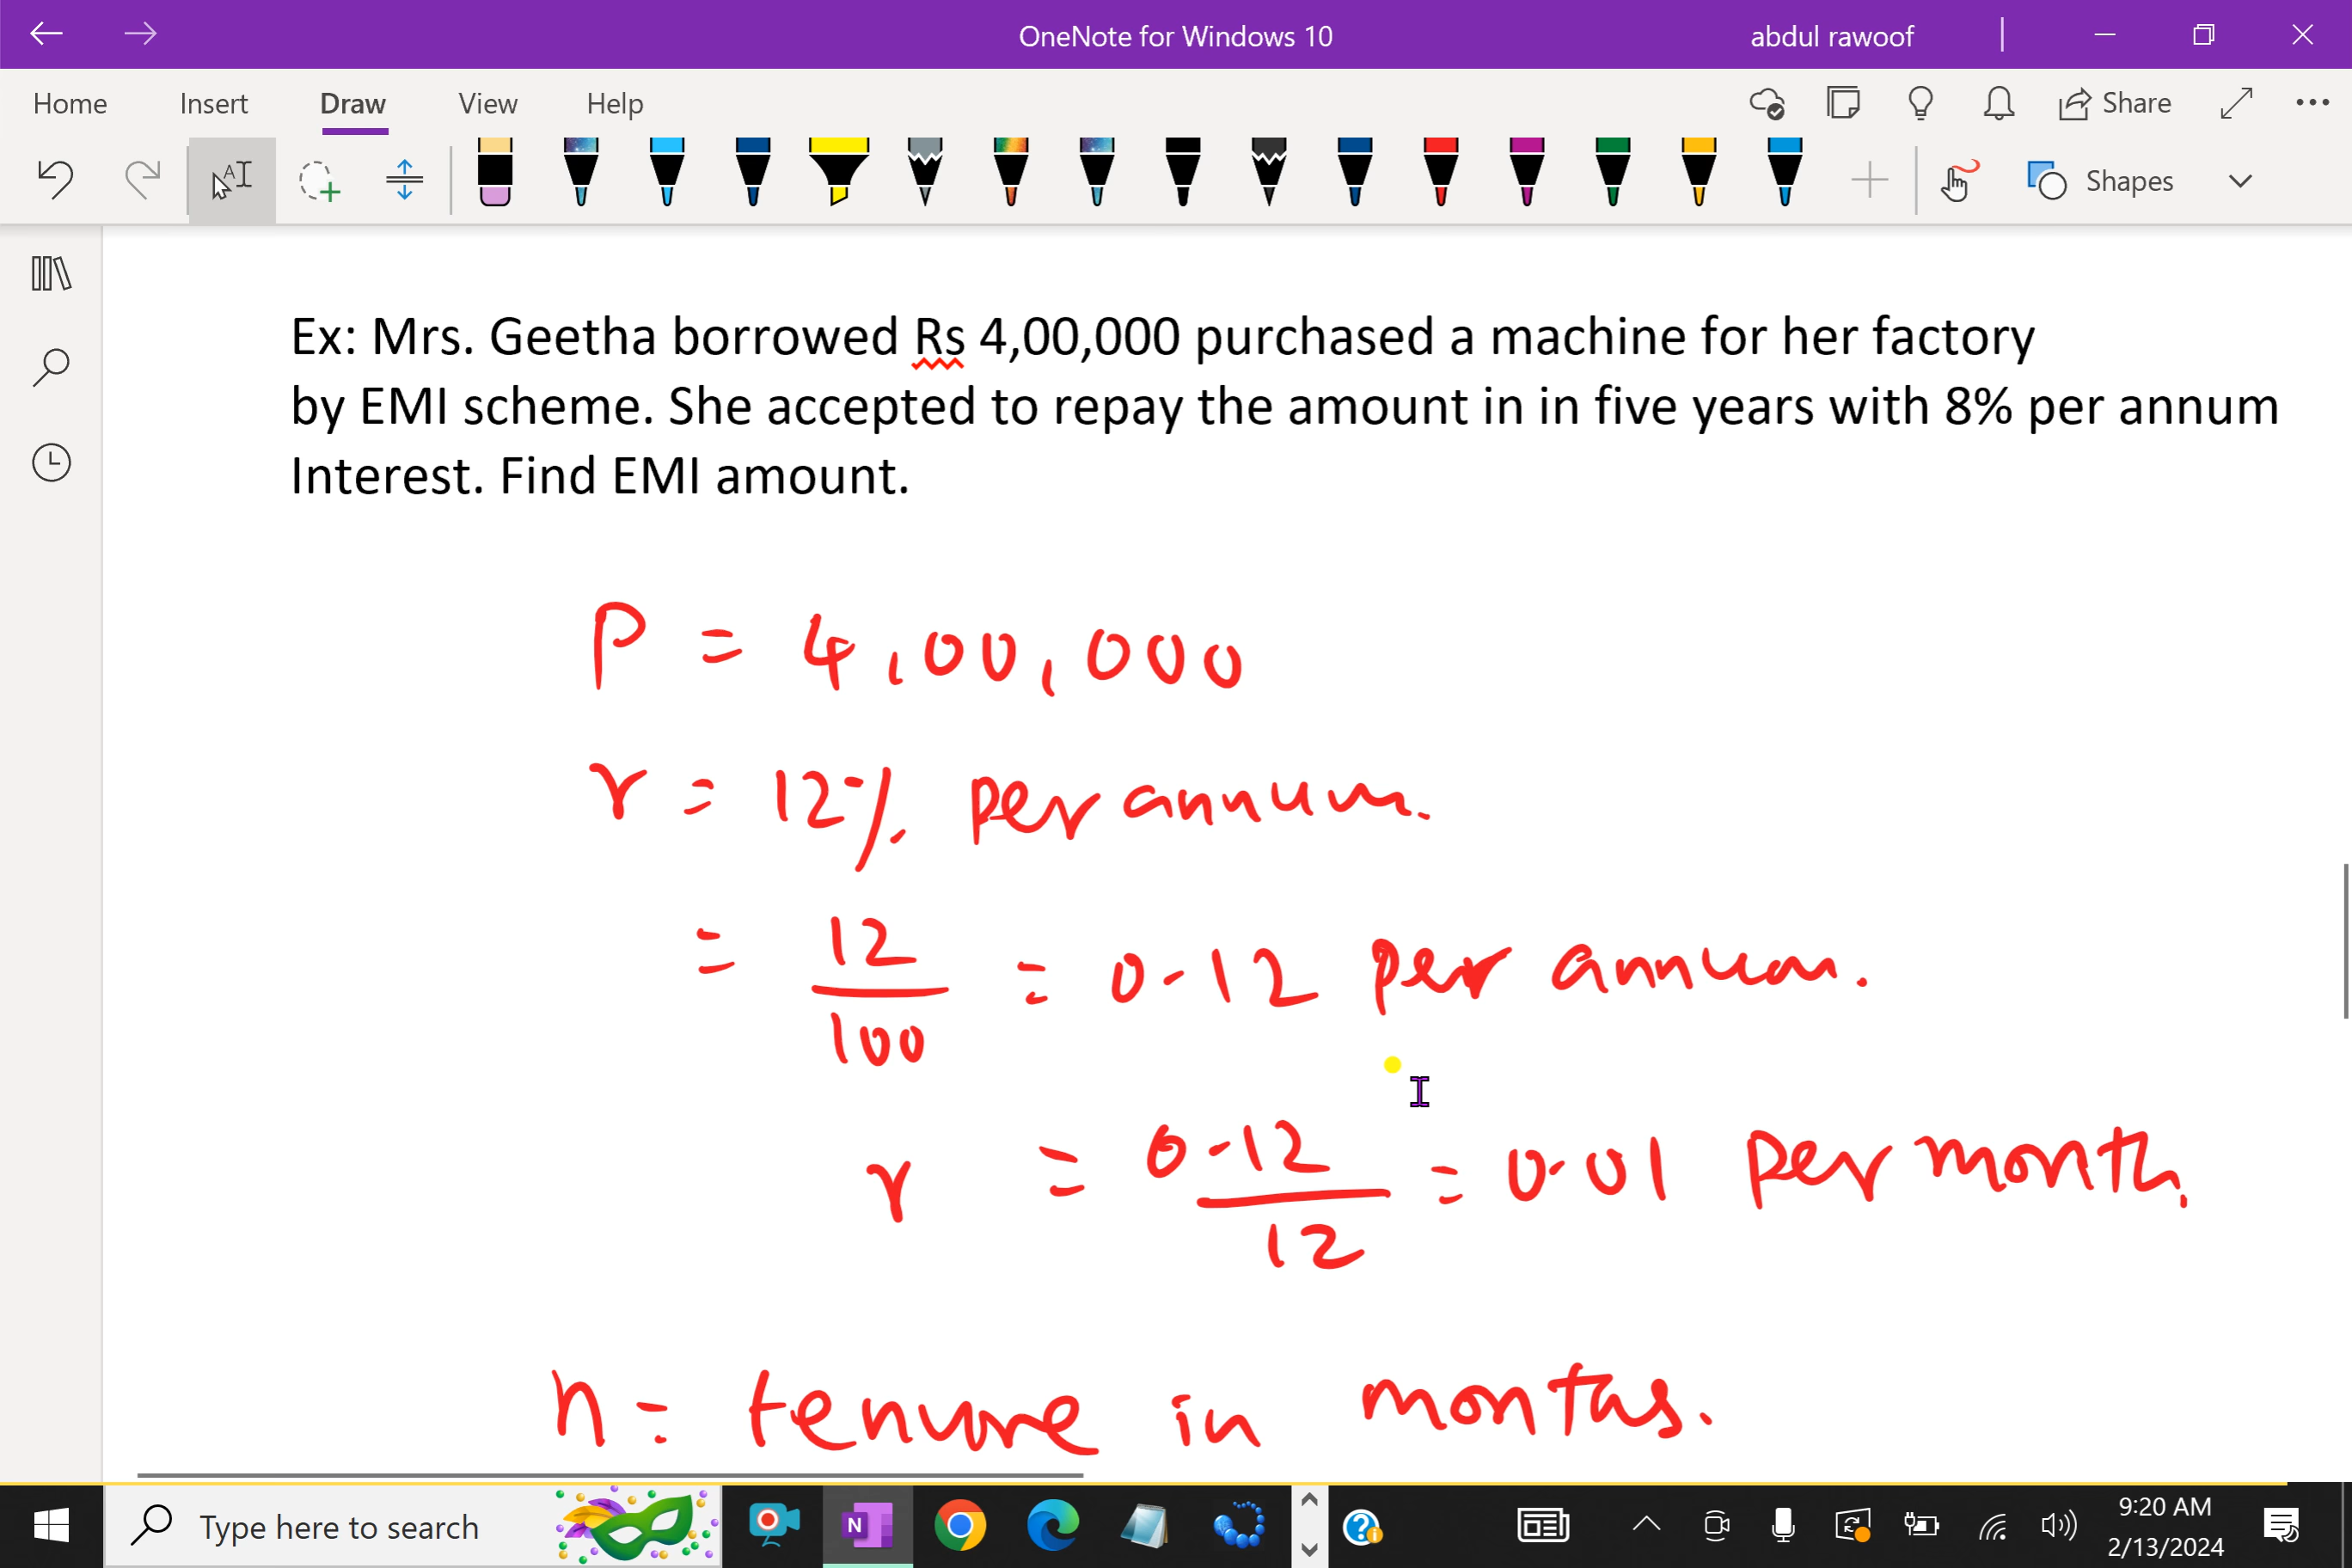 OneNote for Windows 10
abdul rawoof
Home Insert Draw View Help
Share
Shapes
Ex: Mrs. Geetha borrowed Rs 4,00,000 purchased a machine for her factory
by EMI scheme. She accepted to repay the amount in in five years with 8% per annum
Interest. Find EMI amount.
P = 4,00,000
r = 12% per annum.
= 12/100 = 0.12 per annum.
r = 0.12/12 = 0.01 per month.
n = tenure in months.
Type here to search
9:20 AM
2/13/2024